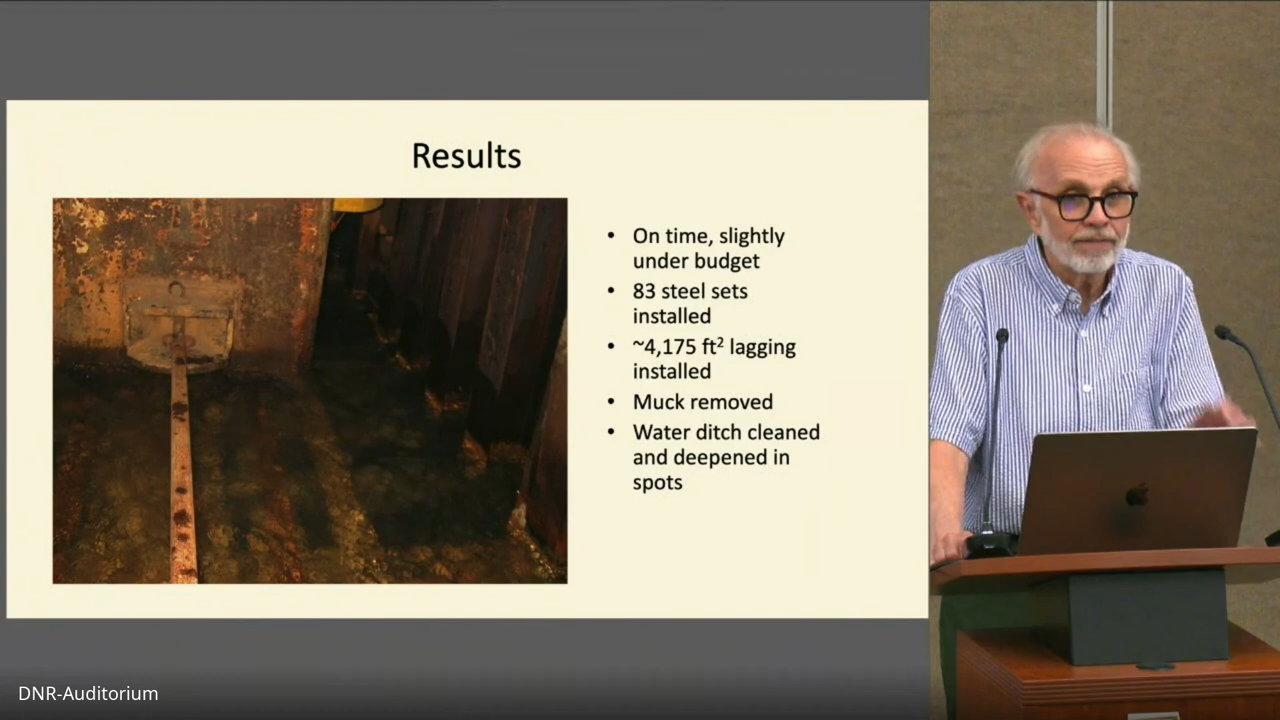 Results
• On time, slightly
under budget
• 83 steel sets
installed
• ~4,175 ft² lagging
installed
• Muck removed
• Water ditch cleaned
and deepened in
spots
DNR-Auditorium